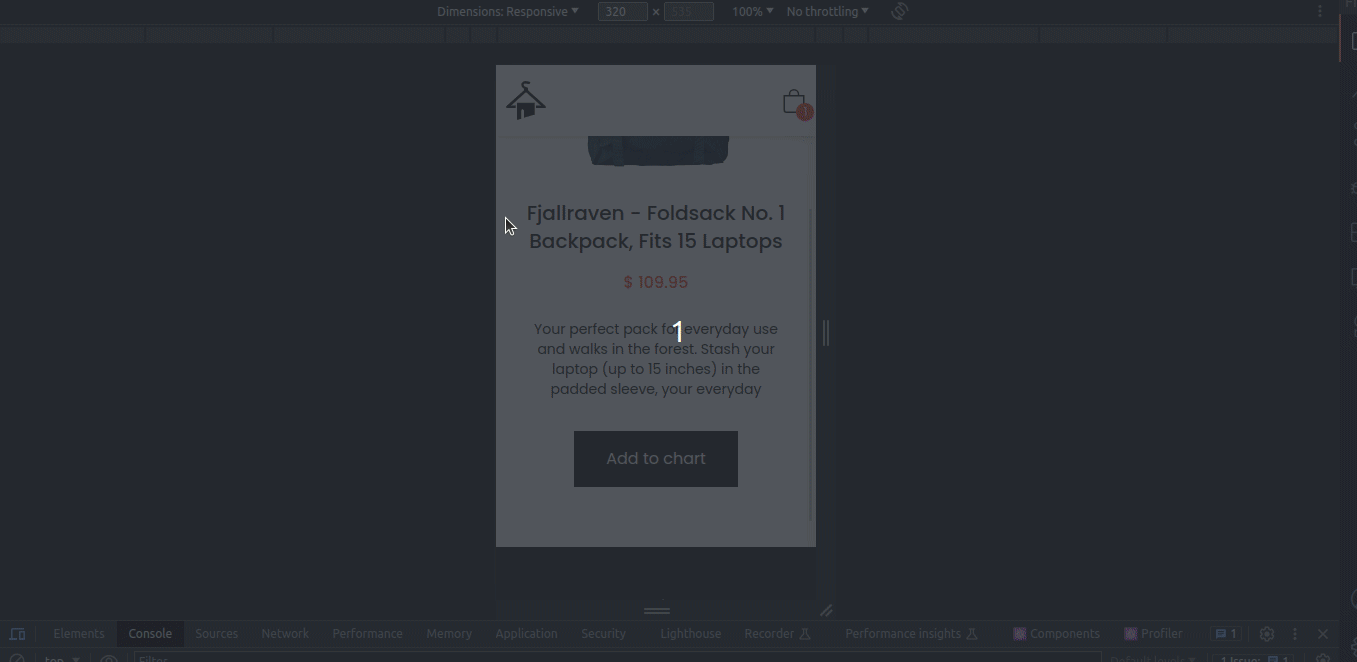 Dimensions: Responsive 320 × 535 100% No throttling
1
Fjallraven - Foldsack No. 1
Backpack, Fits 15 Laptops
$ 109.95
1
Your perfect pack for everyday use
and walks in the forest. Stash your
laptop (up to 15 inches) in the
padded sleeve, your everyday
Add to chart
Elements Console Sources Network Performance Memory Application Security Lighthouse Recorder Performance insights Components Profiler 1
top Filter Default levels 1 Issue: 1